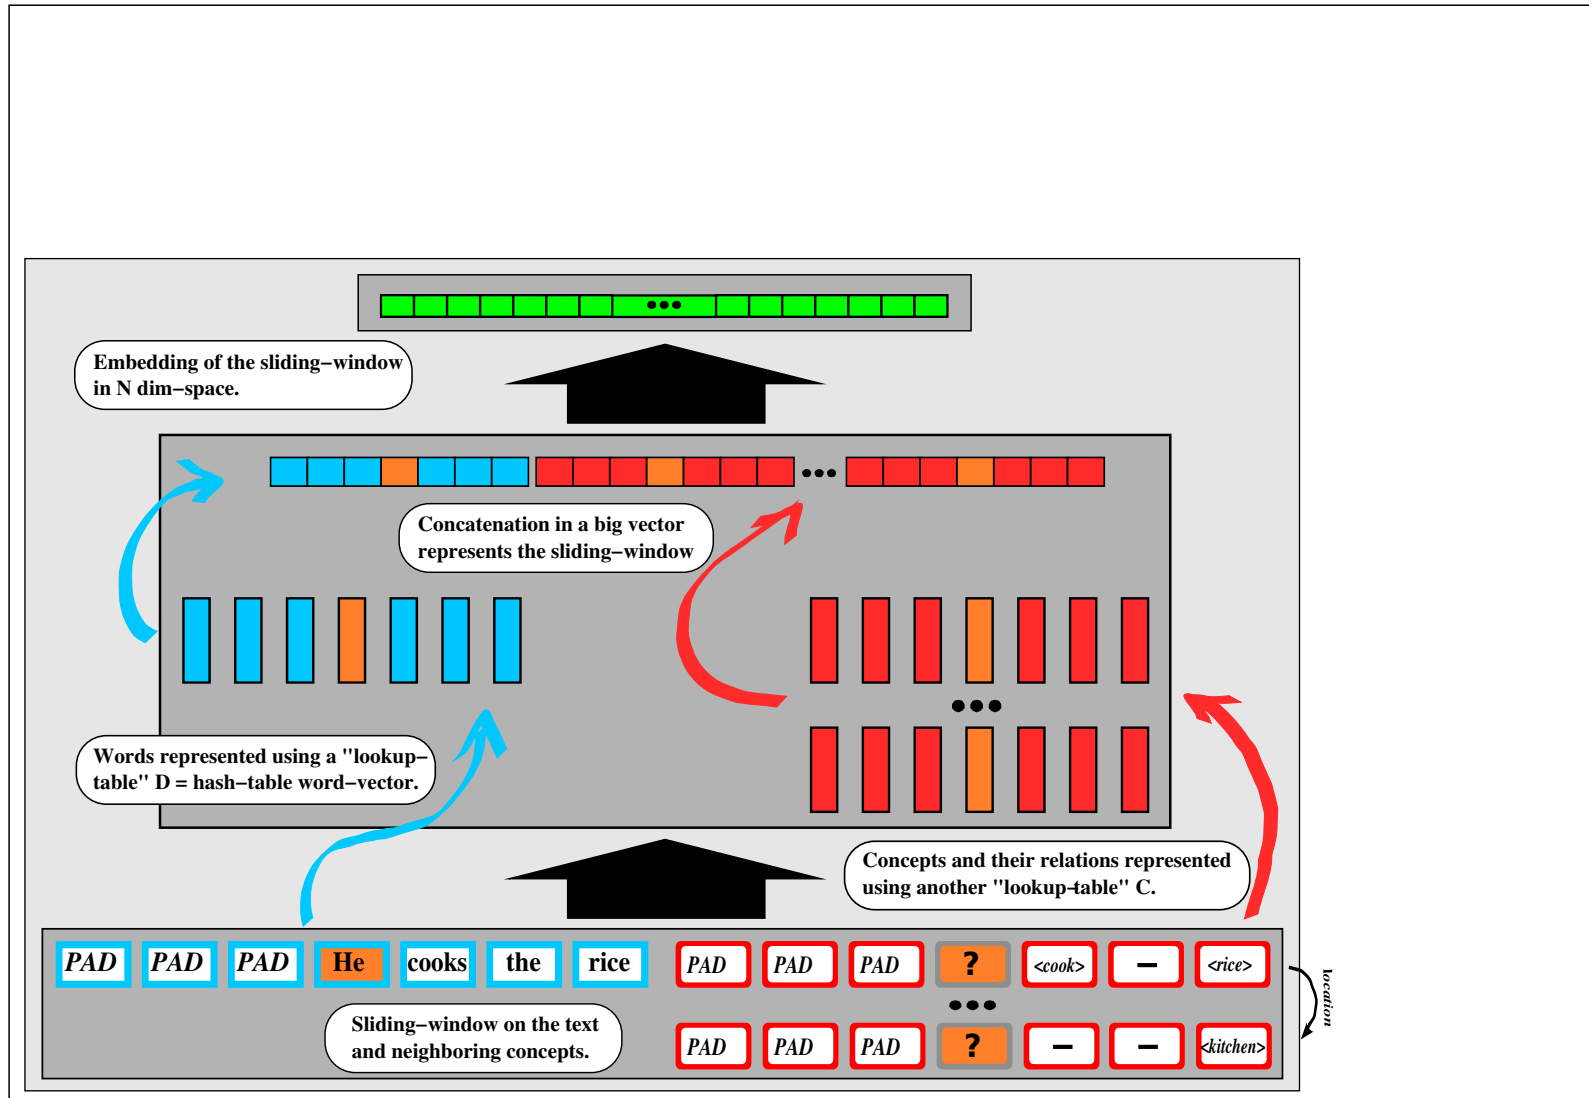 Embedding of the sliding−window
in N dim−space.
Concatenation in a big vector
represents the sliding−window
Words represented using a "lookup−
table" D = hash−table word−vector.
Concepts and their relations represented
using another "lookup−table" C.
PAD PAD PAD He cooks the rice PAD PAD PAD ? <cook> − <rice>
location
Sliding−window on the text
and neighboring concepts.
PAD PAD PAD ? − − <kitchen>